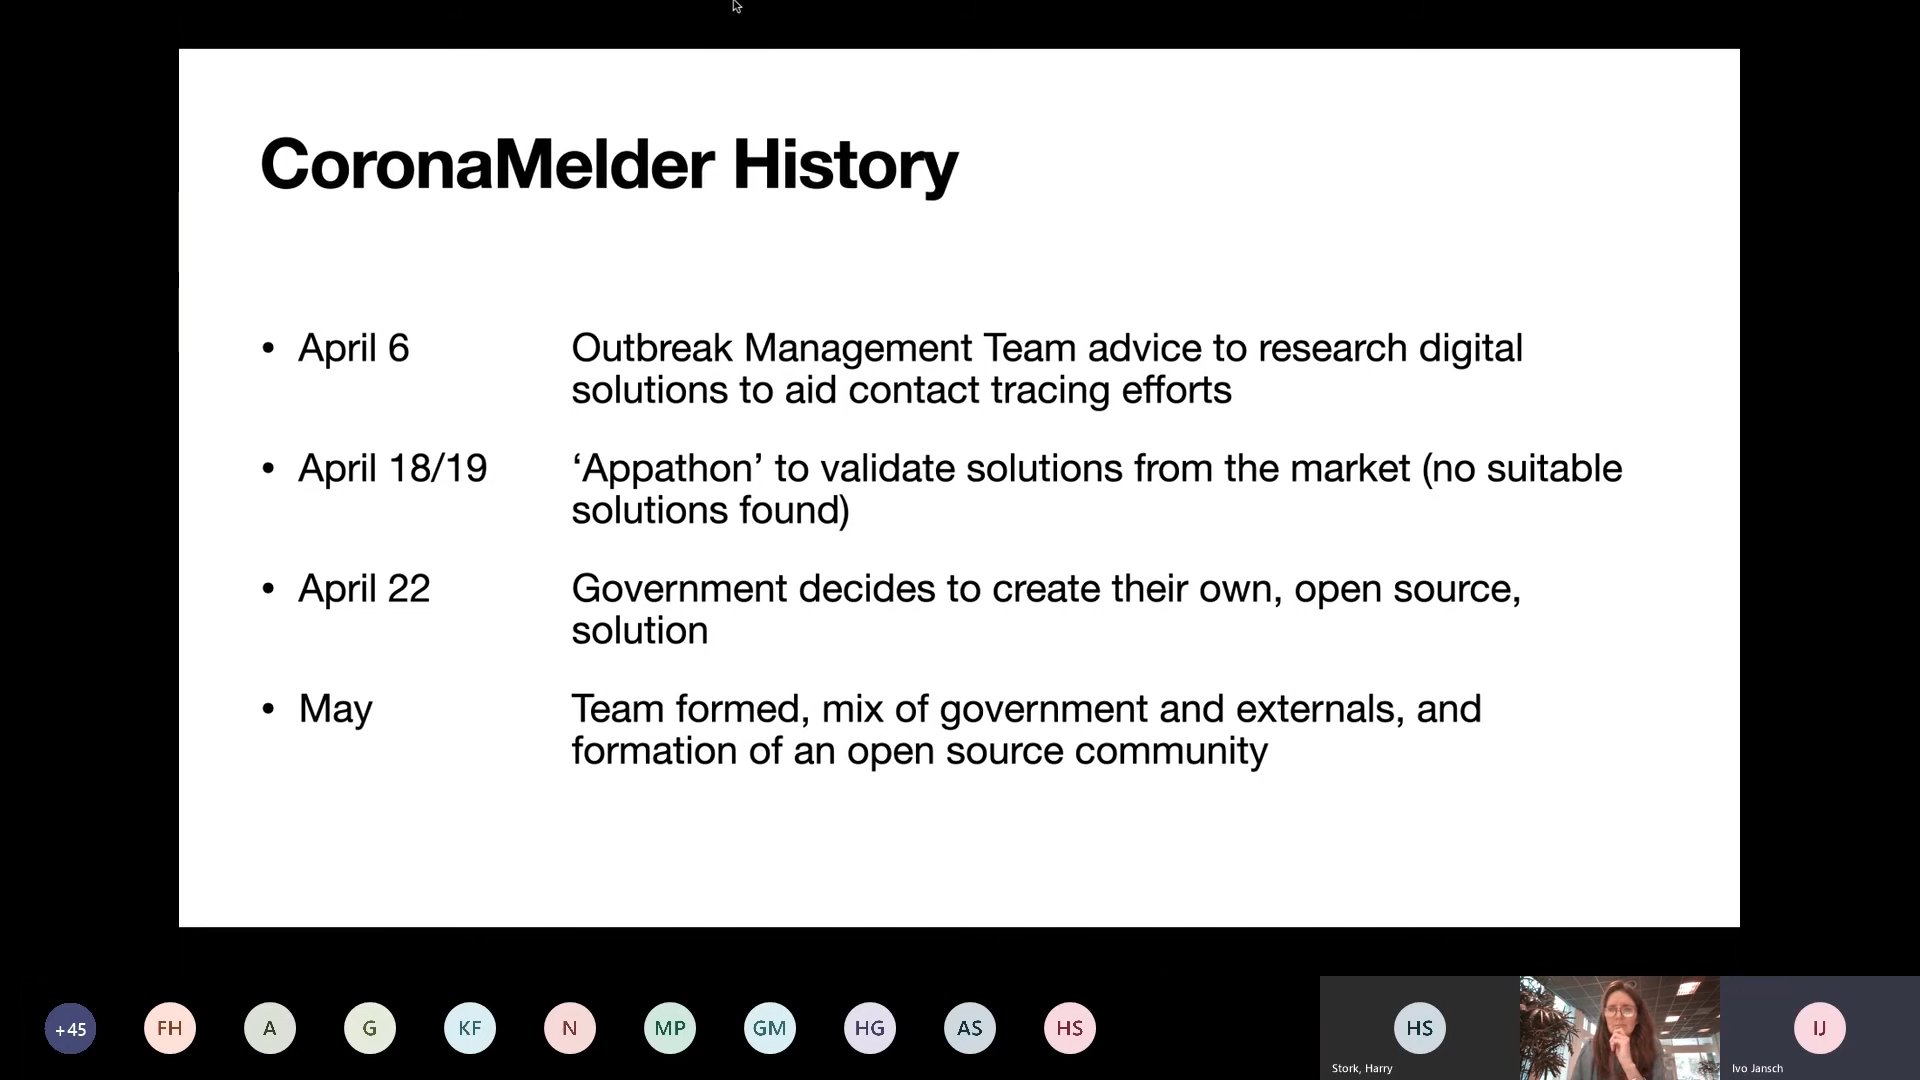 CoronaMelder History
• April 6 Outbreak Management Team advice to research digital
solutions to aid contact tracing efforts
• April 18/19 ‘Appathon’ to validate solutions from the market (no suitable
solutions found)
• April 22 Government decides to create their own, open source,
solution
• May Team formed, mix of government and externals, and
formation of an open source community
+45 FH A G KF N MP GM HG AS HS HS IJ
Stork, Harry Ivo Jansch